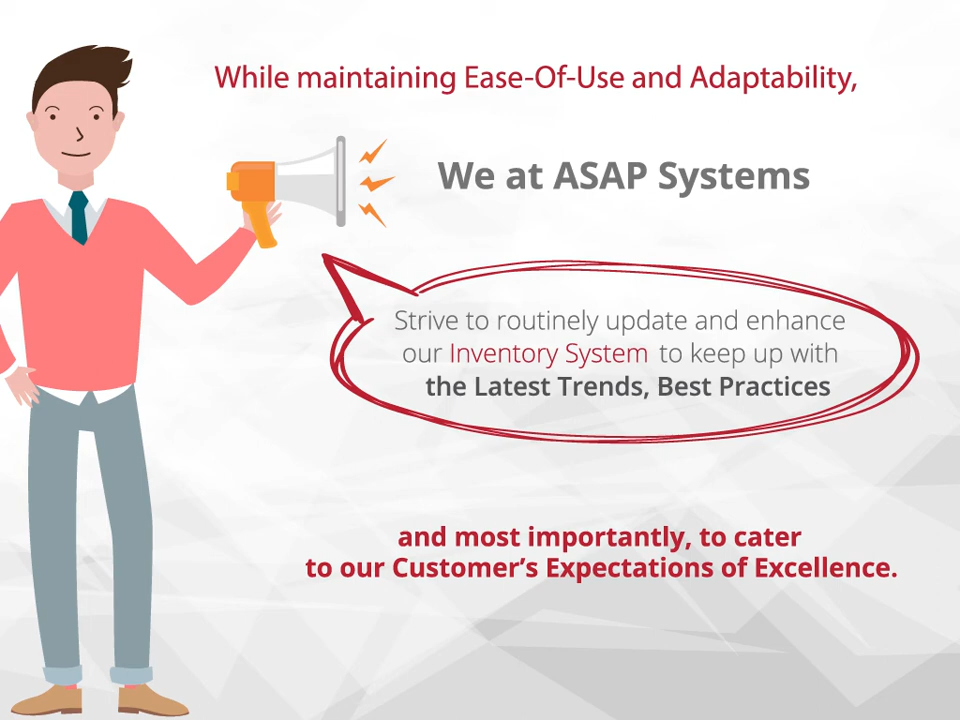 While maintaining Ease-Of-Use and Adaptability,
We at ASAP Systems
Strive to routinely update and enhance
our Inventory System to keep up with
the Latest Trends, Best Practices
and most importantly, to cater
to our Customer’s Expectations of Excellence.